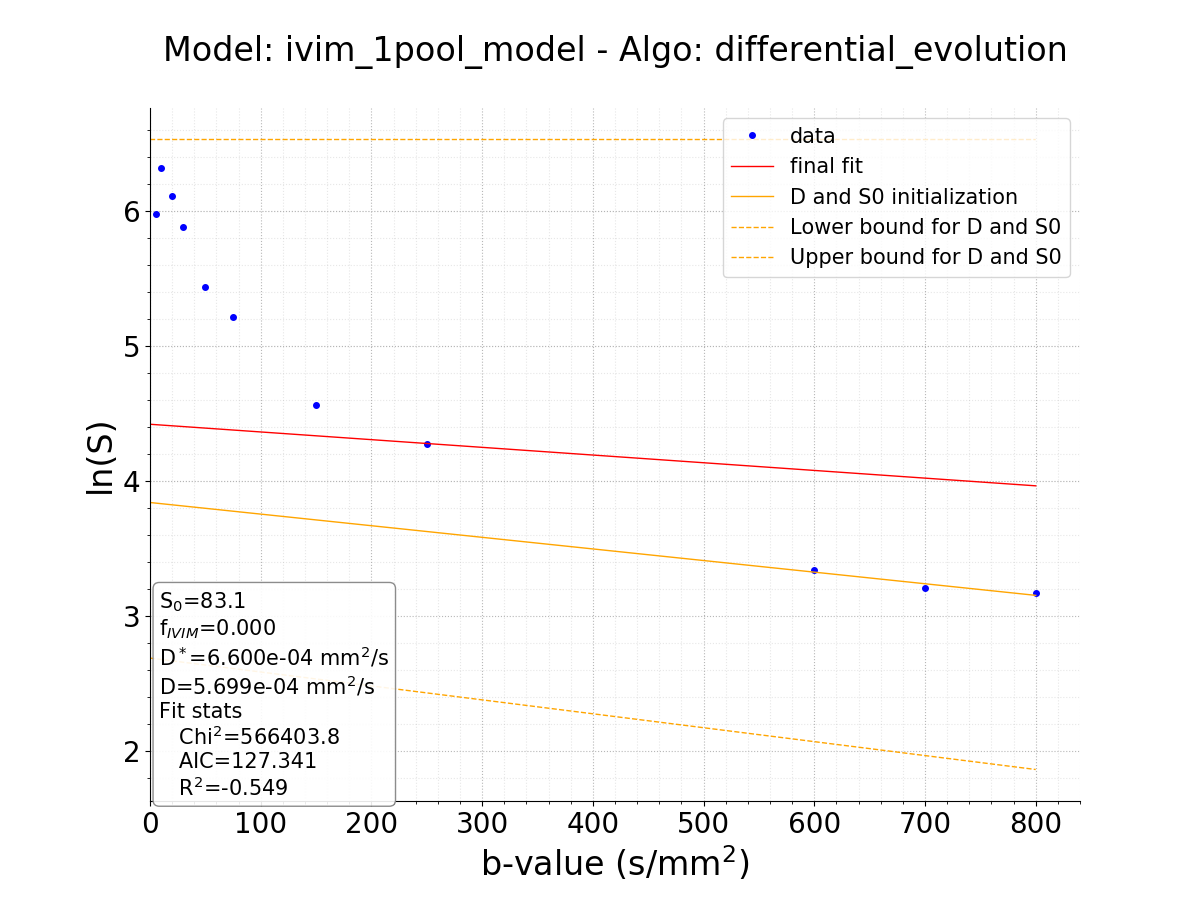 Model: ivim_1pool_model - Algo: differential_evolution
data
final fit
D and S0 initialization
Lower bound for D and S0
Upper bound for D and S0
6
5
4
3
2
ln(S)
S₀=83.1
f_IVIM=0.000
D*=6.600e-04 mm²/s
D=5.699e-04 mm²/s
Fit stats
Chi²=566403.8
AIC=127.341
R²=-0.549
0 100 200 300 400 500 600 700 800
b-value (s/mm²)